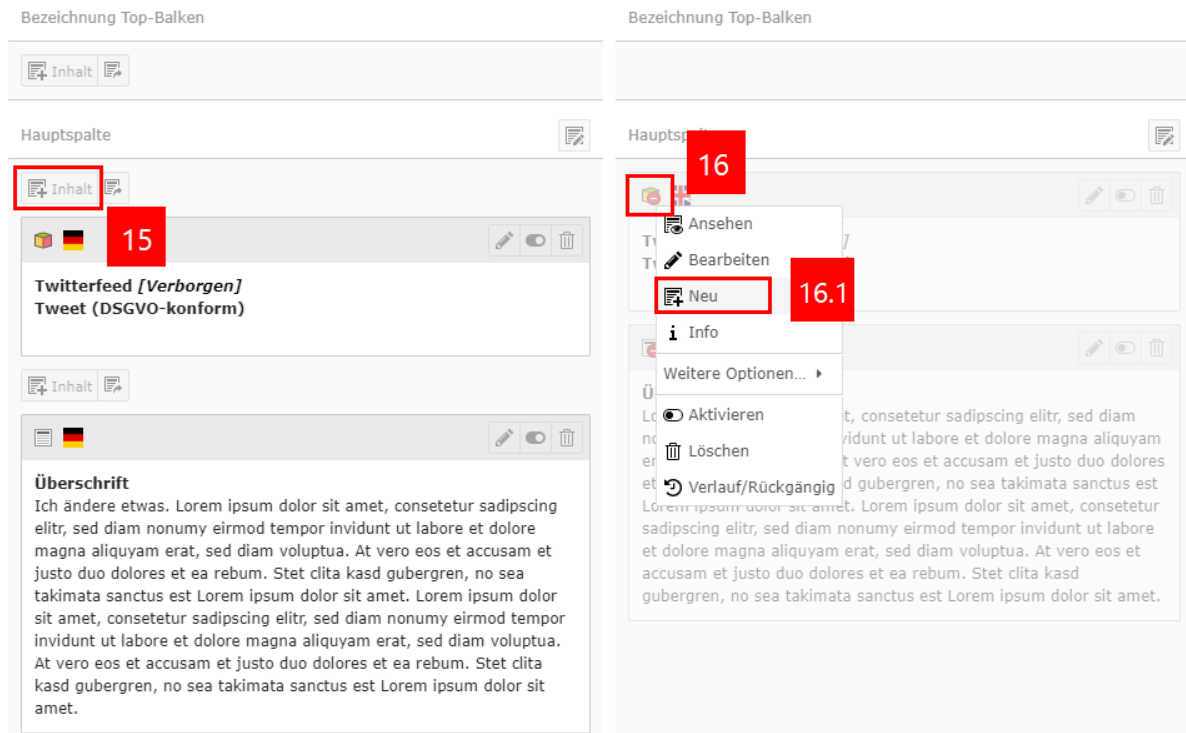 Bezeichnung Top-Balken
Inhalt
Hauptspalte
Inhalt
15
Twitterfeed [Verborgen]
Tweet (DSGVO-konform)
Inhalt
Überschrift
Ich ändere etwas. Lorem ipsum dolor sit amet, consetetur sadipscing
elitr, sed diam nonumy eirmod tempor invidunt ut labore et dolore
magna aliquyam erat, sed diam voluptua. At vero eos et accusam et
justo duo dolores et ea rebum. Stet clita kasd gubergren, no sea
takimata sanctus est Lorem ipsum dolor sit amet. Lorem ipsum dolor
sit amet, consetetur sadipscing elitr, sed diam nonumy eirmod tempor
invidunt ut labore et dolore magna aliquyam erat, sed diam voluptua.
At vero eos et accusam et justo duo dolores et ea rebum. Stet clita
kasd gubergren, no sea takimata sanctus est Lorem ipsum dolor sit
amet.
Bezeichnung Top-Balken
16
Ansehen
Bearbeiten
Neu
16.1
Info
Weitere Optionen...
Aktivieren
Löschen
Verlauf/Rückgängig
, consetetur sadipscing elitr, sed diam
ut labore et dolore magna aliquyam
vero eos et accusam et justo duo dolores
gubergren, no sea takimata sanctus est
Lorem ipsum dolor sit amet. Lorem ipsum dolor sit amet, consetetur
sadipscing elitr, sed diam nonumy eirmod tempor invidunt ut labore
et dolore magna aliquyam erat, sed diam voluptua. At vero eos et
accusam et justo duo dolores et ea rebum. Stet clita kasd
gubergren, no sea takimata sanctus est Lorem ipsum dolor sit amet.